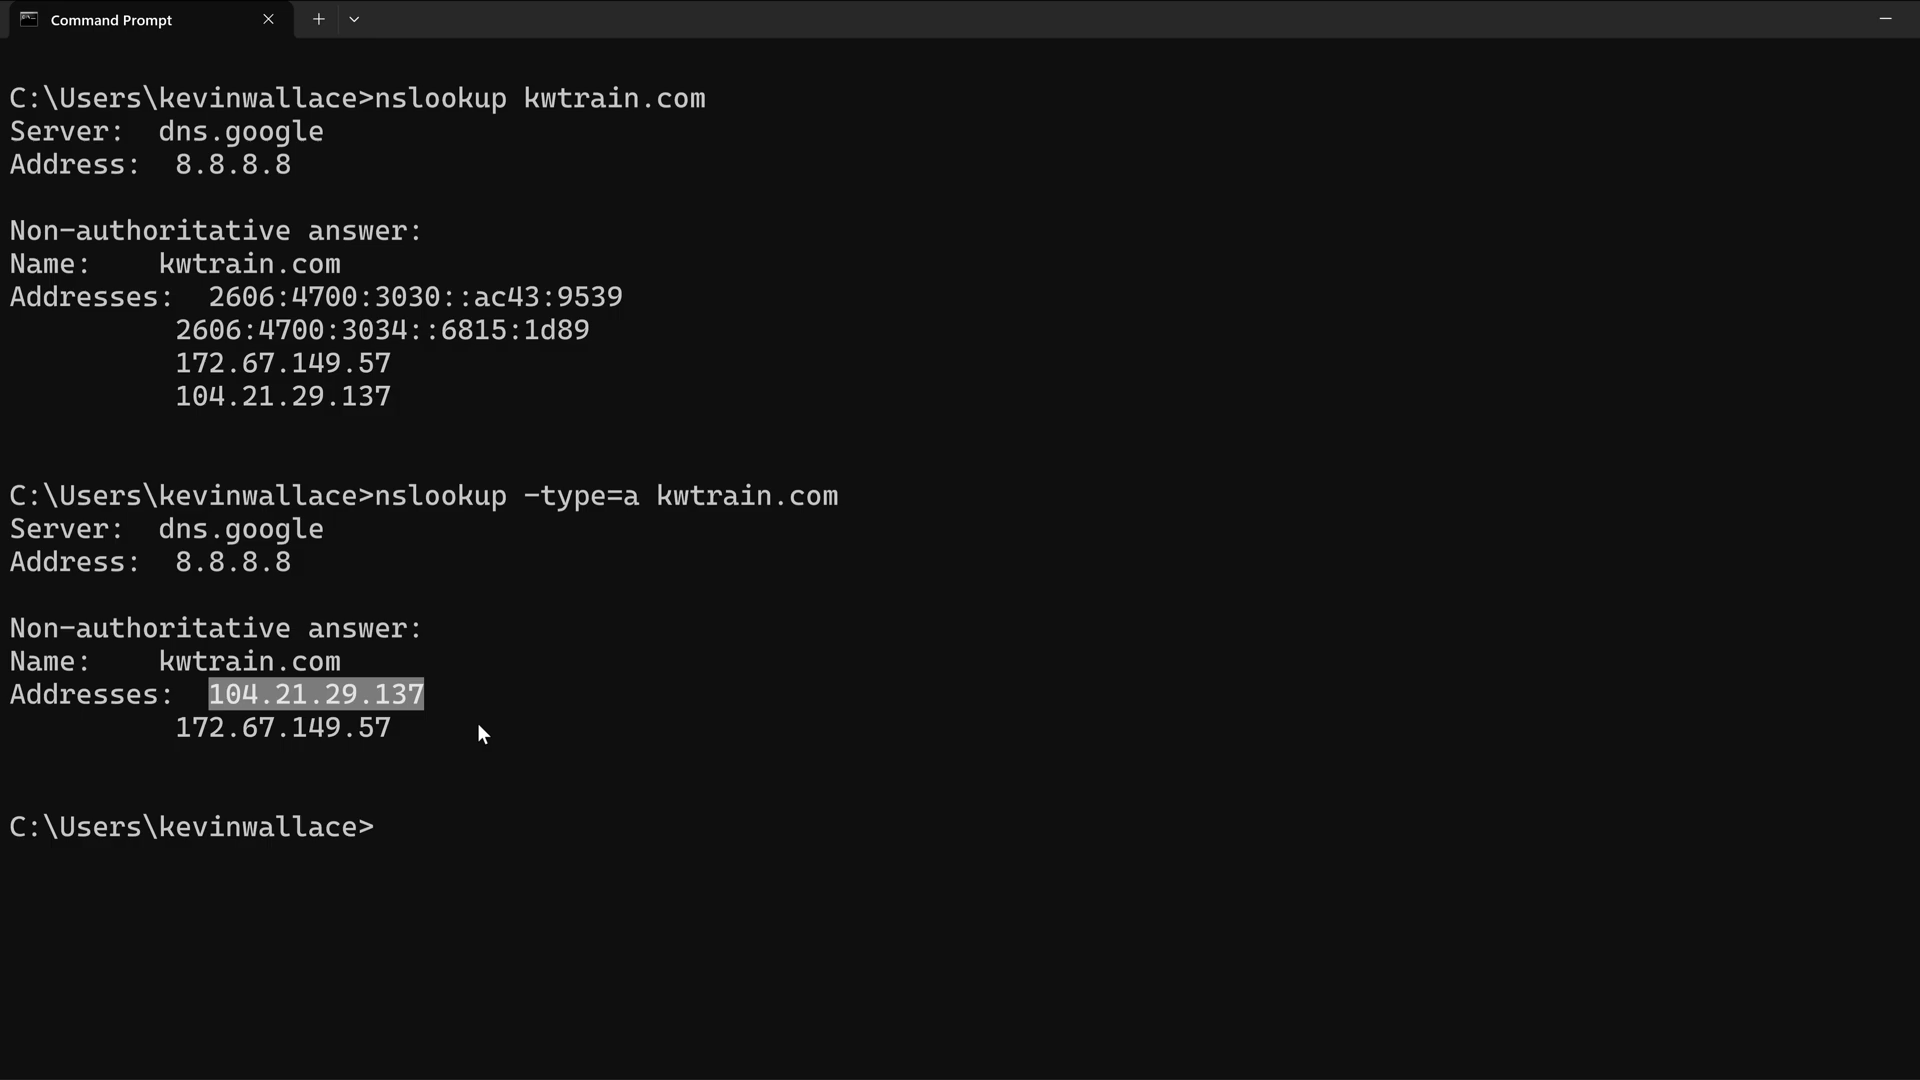 Command Prompt
C:\Users\kevinwallace>nslookup kwtrain.com
Server:  dns.google
Address:  8.8.8.8
Non-authoritative answer:
Name:    kwtrain.com
Addresses:  2606:4700:3030::ac43:9539
2606:4700:3034::6815:1d89
172.67.149.57
104.21.29.137
C:\Users\kevinwallace>nslookup -type=a kwtrain.com
Server:  dns.google
Address:  8.8.8.8
Non-authoritative answer:
Name:    kwtrain.com
Addresses:  104.21.29.137
172.67.149.57
C:\Users\kevinwallace>